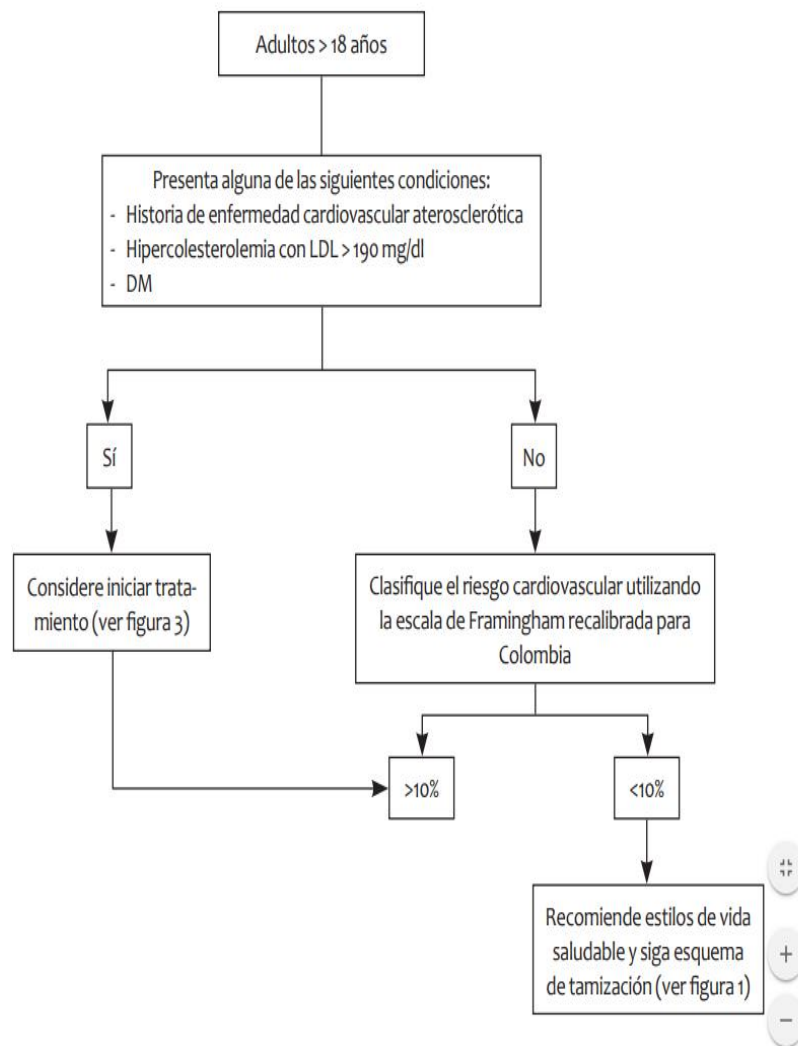 Adultos > 18 años
Presenta alguna de las siguientes condiciones:
- Historia de enfermedad cardiovascular aterosclerótica
- Hipercolesterolemia con LDL > 190 mg/dl
- DM
Sí
No
Considere iniciar trata-
miento (ver figura 3)
Clasifique el riesgo cardiovascular utilizando
la escala de Framingham recalibrada para
Colombia
>10%
<10%
Recomiende estilos de vida
saludable y siga esquema
de tamización (ver figura 1)